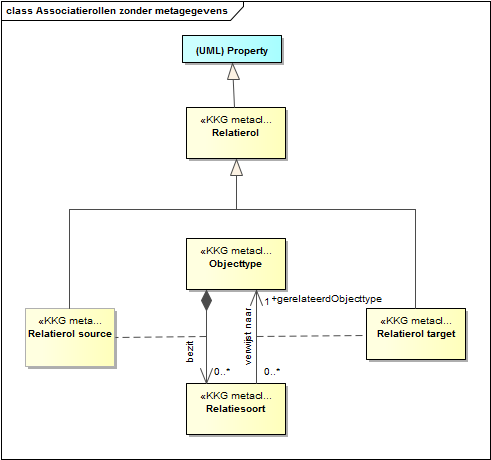 class Associatierollen zonder metagegevens
(UML) Property
«KKG metacl...
Relatierol
«KKG metacl...
Objecttype
1
+gerelateerdObjecttype
«KKG meta...
Relatierol source
«KKG metacl...
Relatierol target
bezit
verwijst naar
0..*
0..*
«KKG metacl...
Relatiesoort